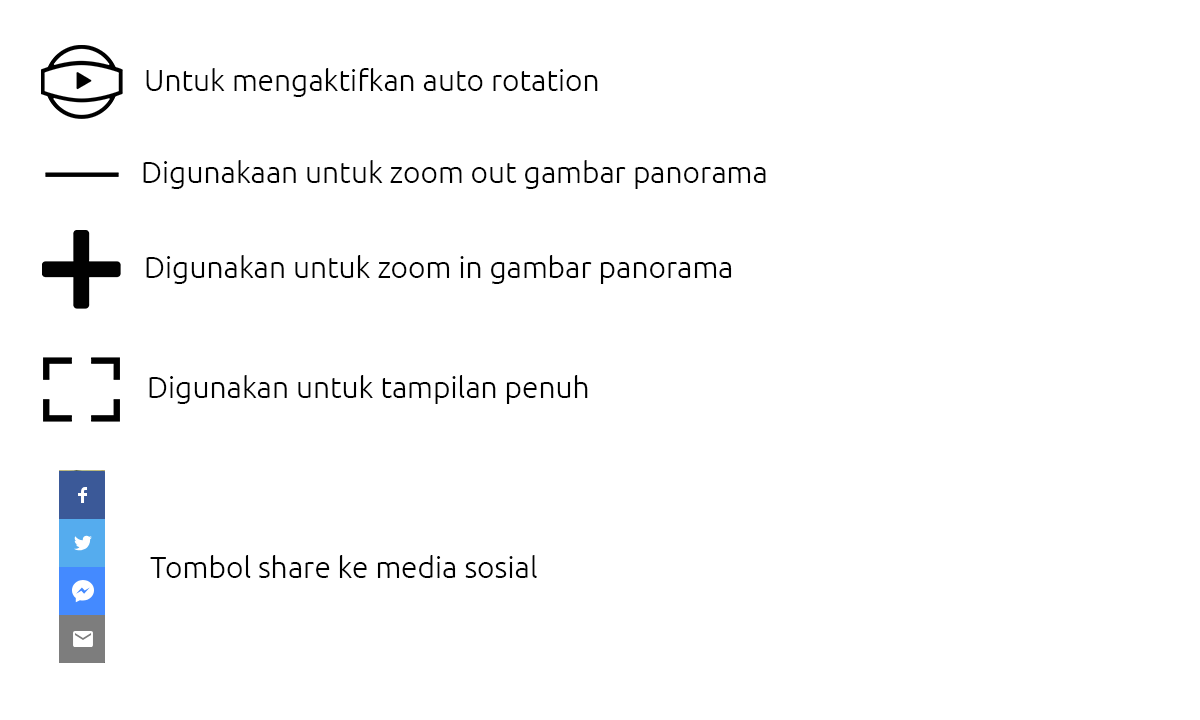 Untuk mengaktifkan auto rotation
Digunakaan untuk zoom out gambar panorama
Digunakan untuk zoom in gambar panorama
Digunakan untuk tampilan penuh
Tombol share ke media sosial